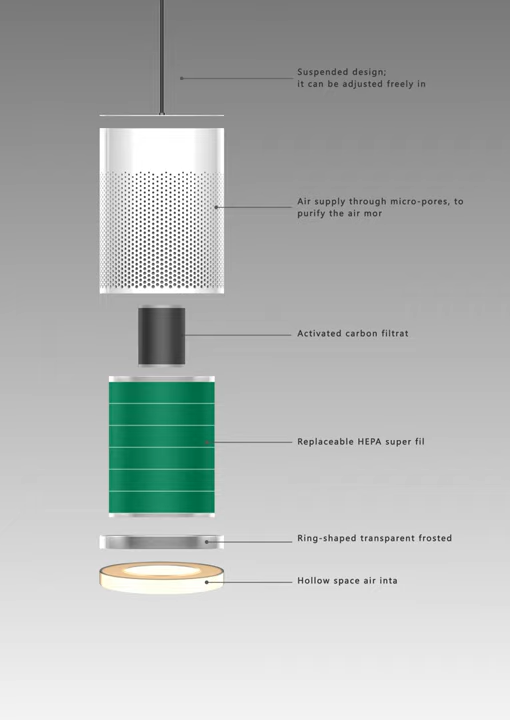 Suspended design;
it can be adjusted freely in
Air supply through micro-pores, to
purify the air mor
Activated carbon filtrat
Replaceable HEPA super fil
Ring-shaped transparent frosted
Hollow space air inta